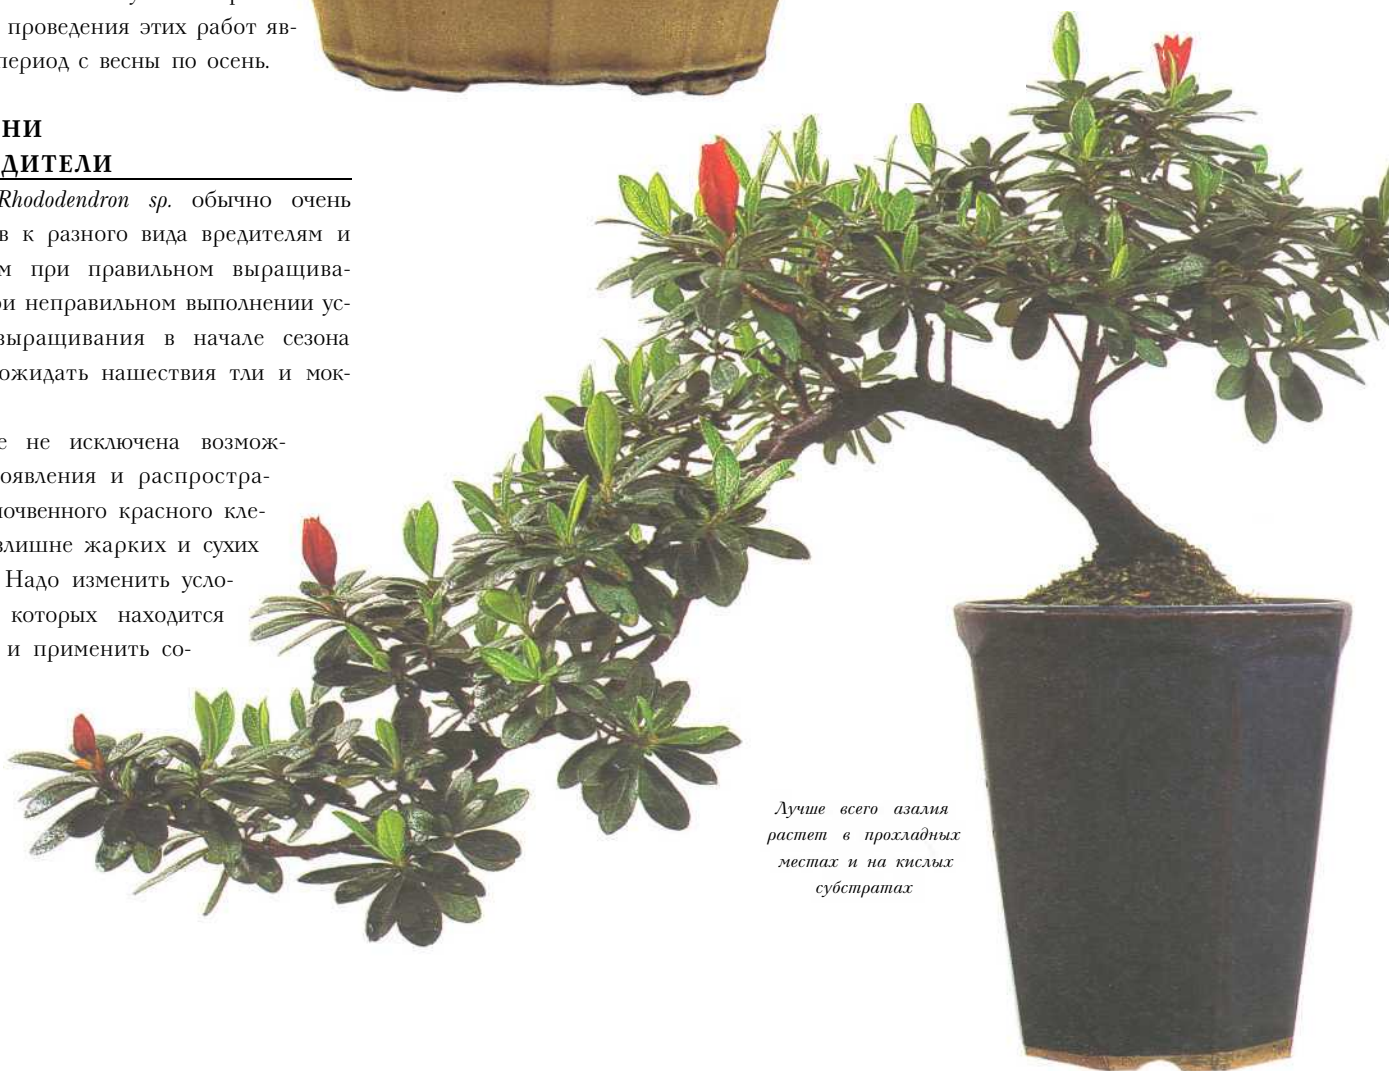 проведения этих работ яв-
период с весны по осень.
НИ
ДИТЕЛИ
Rhododendron sp. обычно очень
в к разного вида вредителям и
м при правильном выращива-
ри неправильном выполнении ус-
выращивания в начале сезона
ожидать нашествия тли и мок-
е не исключена возмож-
оявления и распростра-
почвенного красного кле-
злишне жарких и сухих
Надо изменить усло-
которых находится
и применить со-
Лучше всего азалия
растет в прохладных
местах и на кислых
субстратах